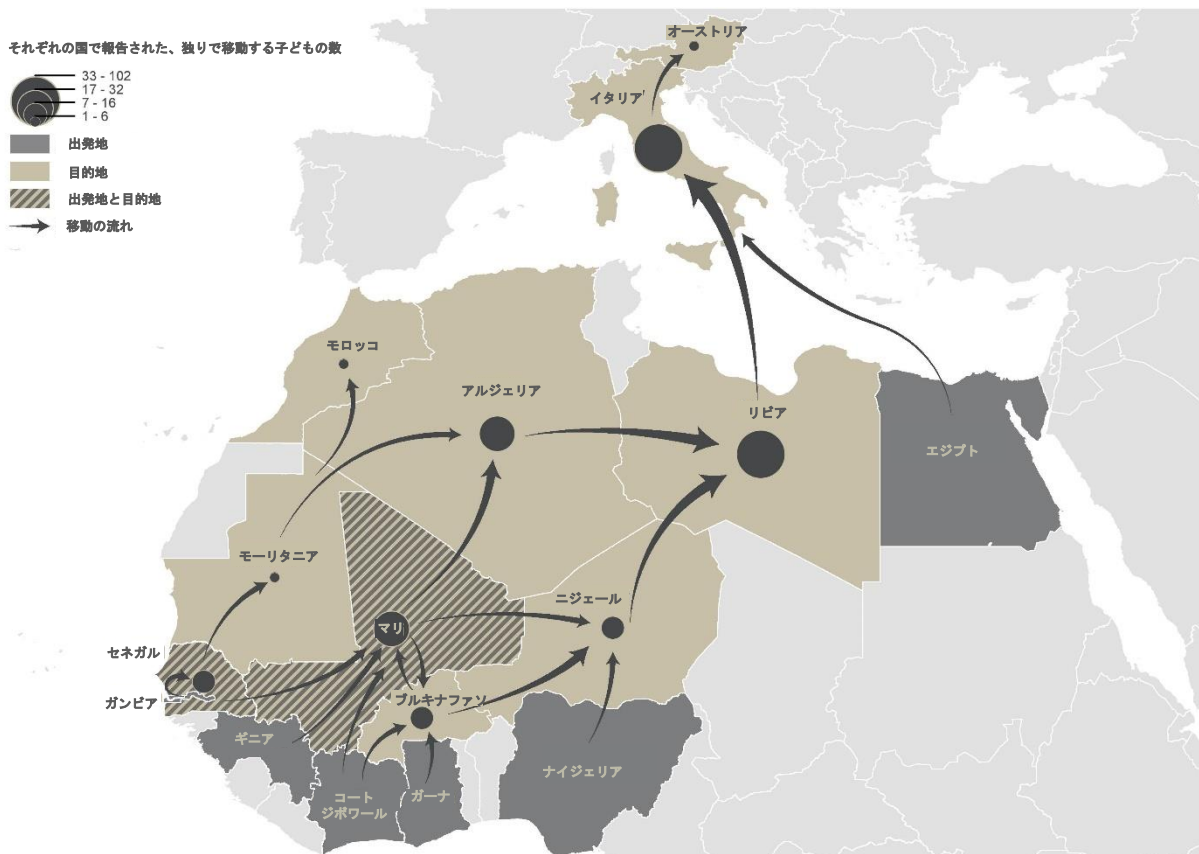 それぞれの国で報告された、独りで移動する子どもの数
33 - 102
17 - 32
7 - 16
1 - 6
出発地
目的地
出発地と目的地
移動の流れ
オーストリア
イタリア
モロッコ
アルジェリア
リビア
エジプト
モーリタニア
ニジェール
マリ
セネガル
ガンビア
ブルキナファソ
ギニア
コート
ジボワール
ガーナ
ナイジェリア